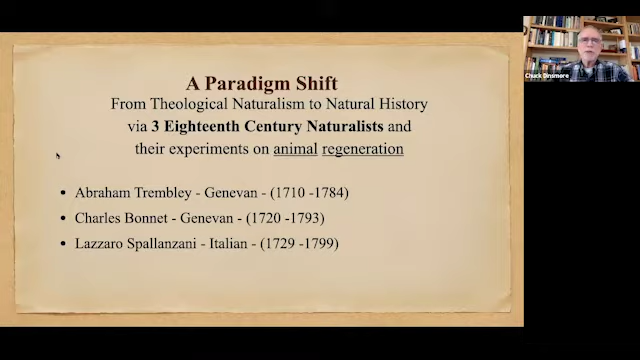 A Paradigm Shift
From Theological Naturalism to Natural History
via 3 Eighteenth Century Naturalists and
their experiments on animal regeneration
• Abraham Trembley - Genevan - (1710 -1784)
• Charles Bonnet - Genevan - (1720 -1793)
• Lazzaro Spallanzani - Italian - (1729 -1799)
Chuck Dinsmore